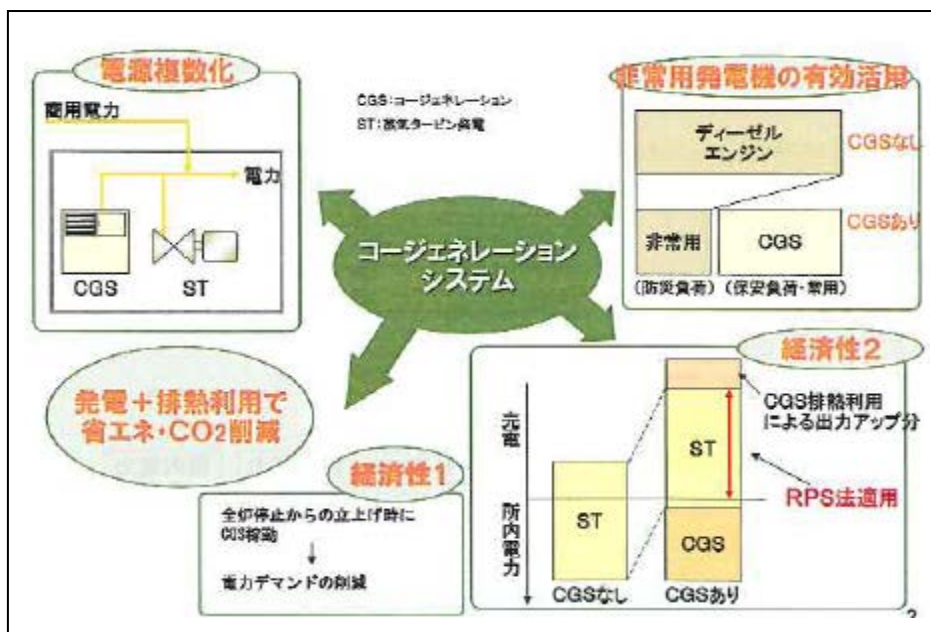 電源複数化
商用電力
電力
CGS
ST
CGS:コージェネレーション
ST:蒸気タービン発電
非常用発電機の有効活用
ディーゼル
エンジン
CGSなし
CGSあり
非常用
CGS
(防災負荷)
(保安負荷・常用)
コージェネレーション
システム
発電+排熱利用で
省エネ・CO2削減
経済性1
全炉停止からの立上げ時に
CGS稼動
電力デマンドの削減
経済性2
売電
所内電力
ST
CGSなし
ST
CGS
CGSあり
CGS排熱利用
による出力アップ分
RPS法適用